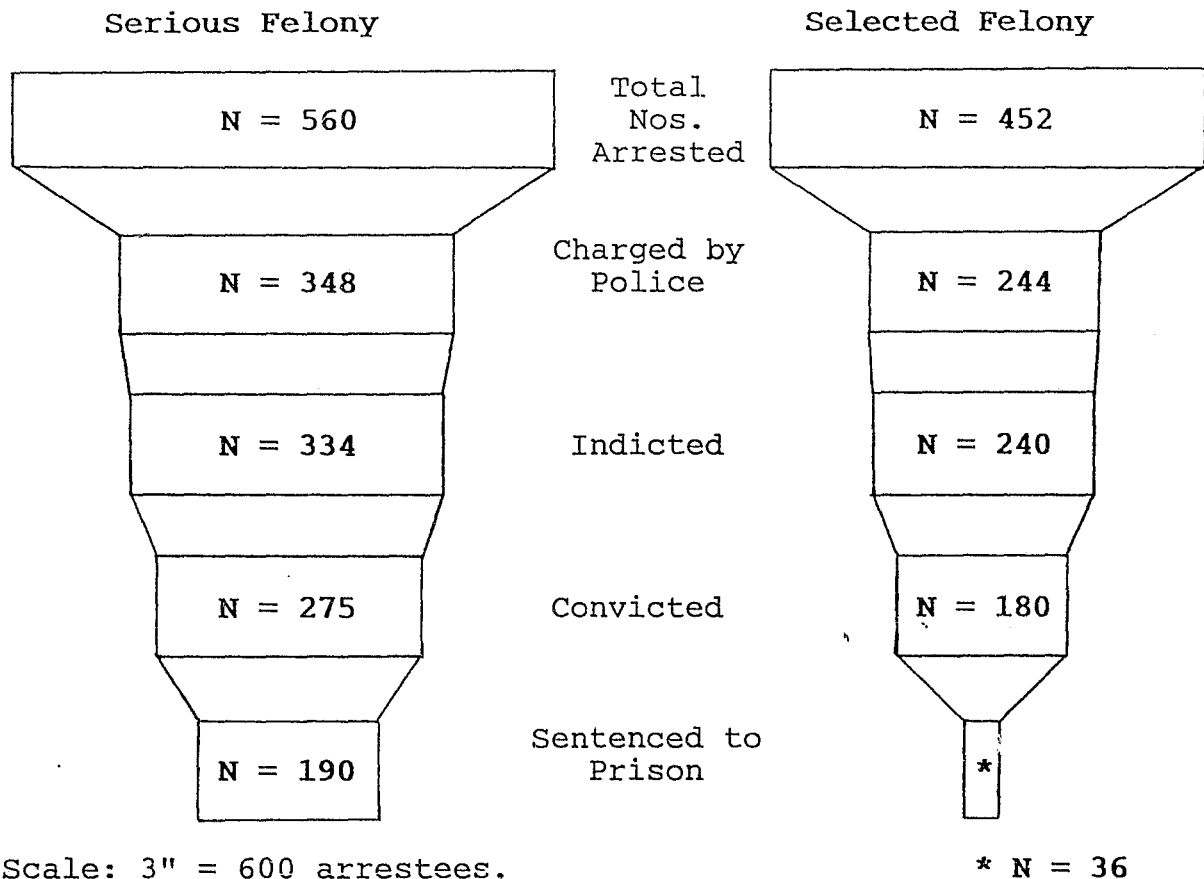 Serious Felony
Selected Felony
N = 560
Total
Nos.
Arrested
N = 452
N = 348
Charged by
Police
N = 244
N = 334
Indicted
N = 240
N = 275
Convicted
N = 180
N = 190
Sentenced to
Prison
*
Scale: 3" = 600 arrestees.
* N = 36